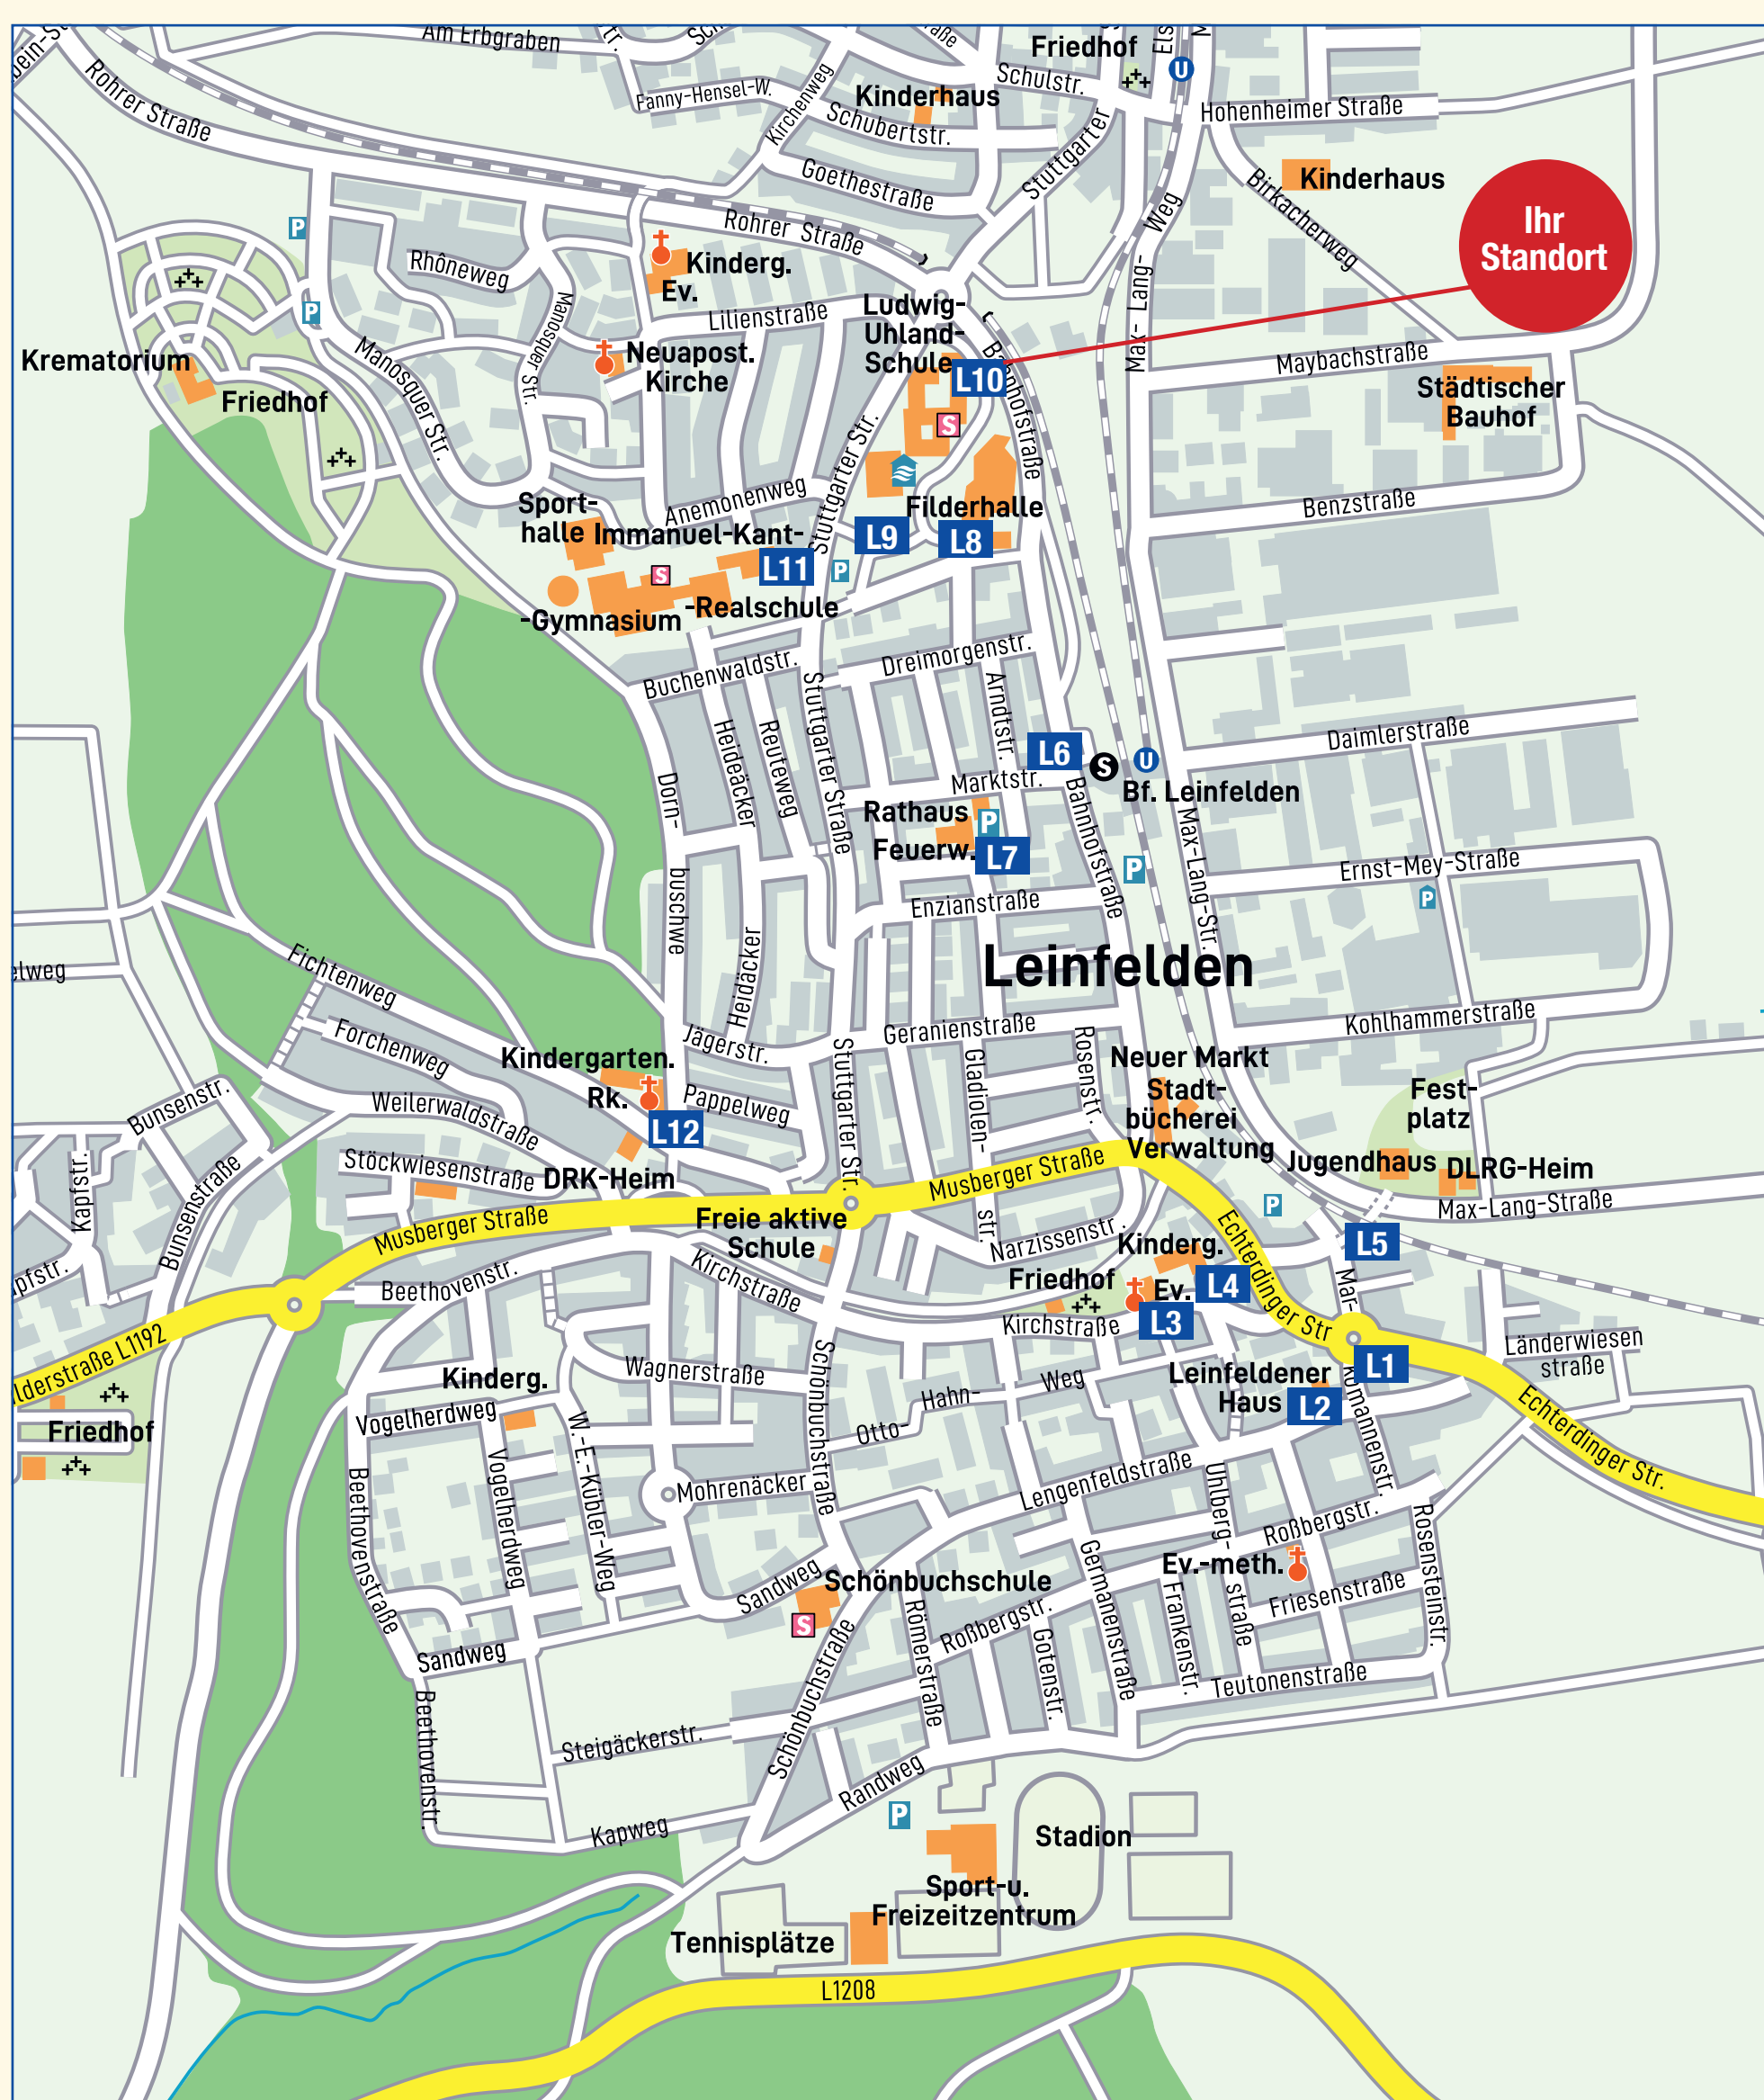 Am Erbgraben
Friedhof
U
Schulstr.
Rohrer Straße
Fanny-Hensel-W.
Kirchenweg
Kinderhaus
Schubertstr.
Hohenheimer Straße
Stuttgarter
Goethestraße
Kinderhaus
Birkacherweg
Ihr
Standort
P
Rohrer Straße
Weg
Max- Lang-
Rhôneweg
Kinderg.
Ev.
Manosquer Str.
P
Lilienstraße
Ludwig-
Uhland-
Schule
Krematorium
Manosquer Str.
Neuapost.
Kirche
L10
Bahnhofstraße
Maybachstraße
Städtischer
Bauhof
Friedhof
S
Stuttgarter Str.
Anemonenweg
Sport-
halle
Immanuel-Kant-
Filderhalle
Benzstraße
L9
L8
L11
P
S
-Realschule
-Gymnasium
Buchenwaldstr.
Dreimorgenstr.
Arndtstr.
Stuttgarter Straße
Heideäcker
Reuteweg
Daimlerstraße
L6
S
U
Bf. Leinfelden
Dorn-
Marktstr.
Rathaus
P
Feuerw.
L7
Bahnhofstraße
Max-Lang-Str.
P
Ernst-Mey-Straße
P
buschwe
Enzianstraße
Heidäcker
Leinfelden
elweg
Fichtenweg
Forchenweg
Jägerstr.
Geranienstraße
Kohlhammerstraße
Kindergarten.
Rk.
Pappelweg
L12
Stuttgarter Str.
Gladiolen-
str.
Rosenstr.
Neuer Markt
Stadt-
bücherei
Verwaltung
Fest-
platz
Bunsenstr.
Weilerwaldstraße
Stöckwiesenstraße
DRK-Heim
Jugendhaus
DLRG-Heim
Kapfstr.
Bunsenstraße
Musberger Straße
Musberger Straße
Max-Lang-Straße
P
Freie aktive
Schule
Narzissenstr.
Kinderg.
Echterdinger Str
L5
Beethovenstr.
Kirchstraße
Friedhof
Ev.
L4
L3
Kirchstraße
Mar-
komannenstr.
pfstr.
lderstraße L1192
Länderwiesen
straße
L1
Kinderg.
Wagnerstraße
Schönbuchstraße
Otto-
Hahn-
Weg
Leinfeldener
Haus
L2
Friedhof
Vogelherdweg
Vogelherdweg
W.-E.-Kübler-Weg
Echterdinger Str.
Beethovenstraße
Mohrenäcker
Lengenfeldstraße
Uhlberg-
straße
Roßbergstr.
Rosensteinstr.
Ev.-meth.
Friesenstraße
Sandweg
Schönbuchschule
S
Germanenstraße
Frankenstr.
Sandweg
Römerstraße
Roßbergstr.
Gotenstr.
Teutonenstraße
Beethovenstr.
Schönbuchstraße
Steigäckerstr.
Randweg
Kapweg
P
Stadion
Sport-u.
Freizeitzentrum
Tennisplätze
L1208